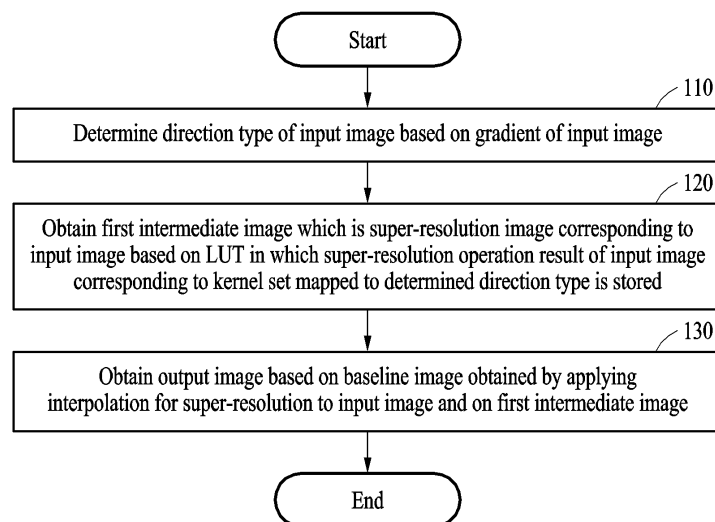 Start
110
Determine direction type of input image based on gradient of input image
120
Obtain first intermediate image which is super-resolution image corresponding to
input image based on LUT in which super-resolution operation result of input image
corresponding to kernel set mapped to determined direction type is stored
130
Obtain output image based on baseline image obtained by applying
interpolation for super-resolution to input image and on first intermediate image
End